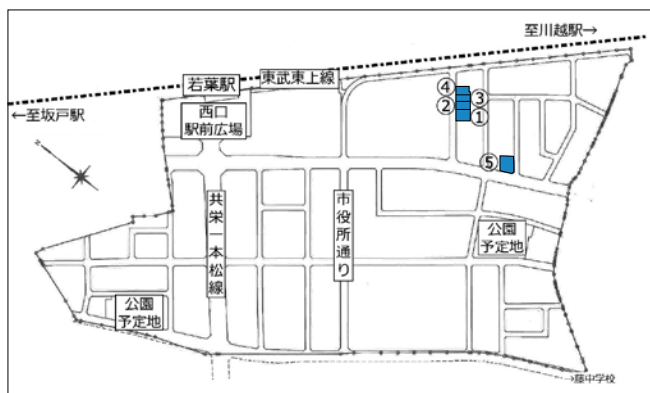 至川越駅→
東武東上線
若葉駅
←至坂戸駅
西口
駅前広場
④
③
②
①
⑤
共栄一本松線
市役所通り
公園
予定地
公園
予定地
→藤中学校